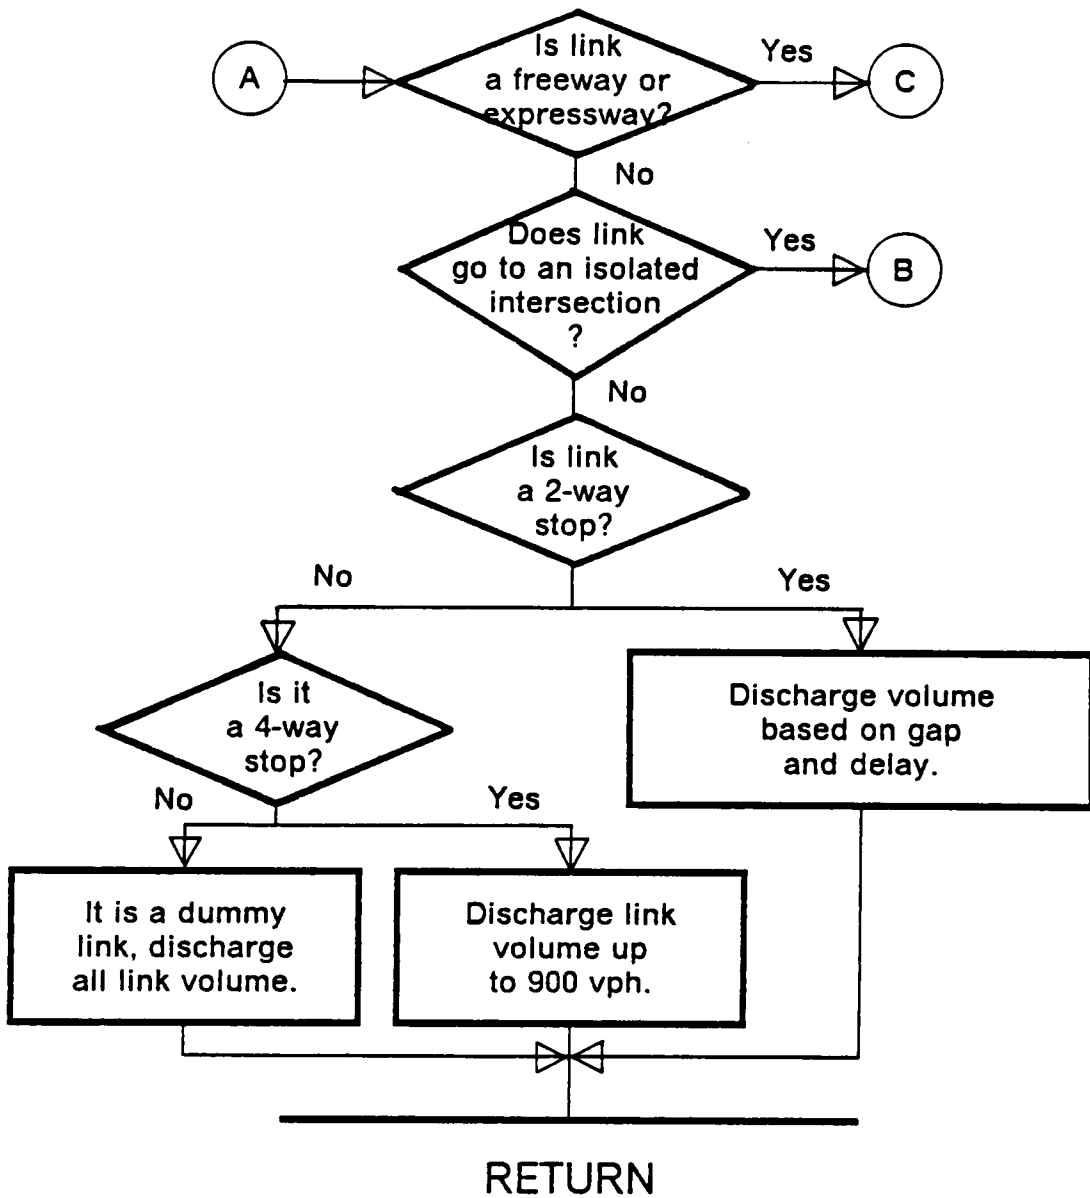 A
Is link
a freeway or
expressway?
Yes
C
No
Does link
go to an isolated
intersection
?
Yes
B
No
Is link
a 2-way
stop?
No
Yes
Is it
a 4-way
stop?
Discharge volume
based on gap
and delay.
No
Yes
It is a dummy
link, discharge
all link volume.
Discharge link
volume up
to 900 vph.
RETURN